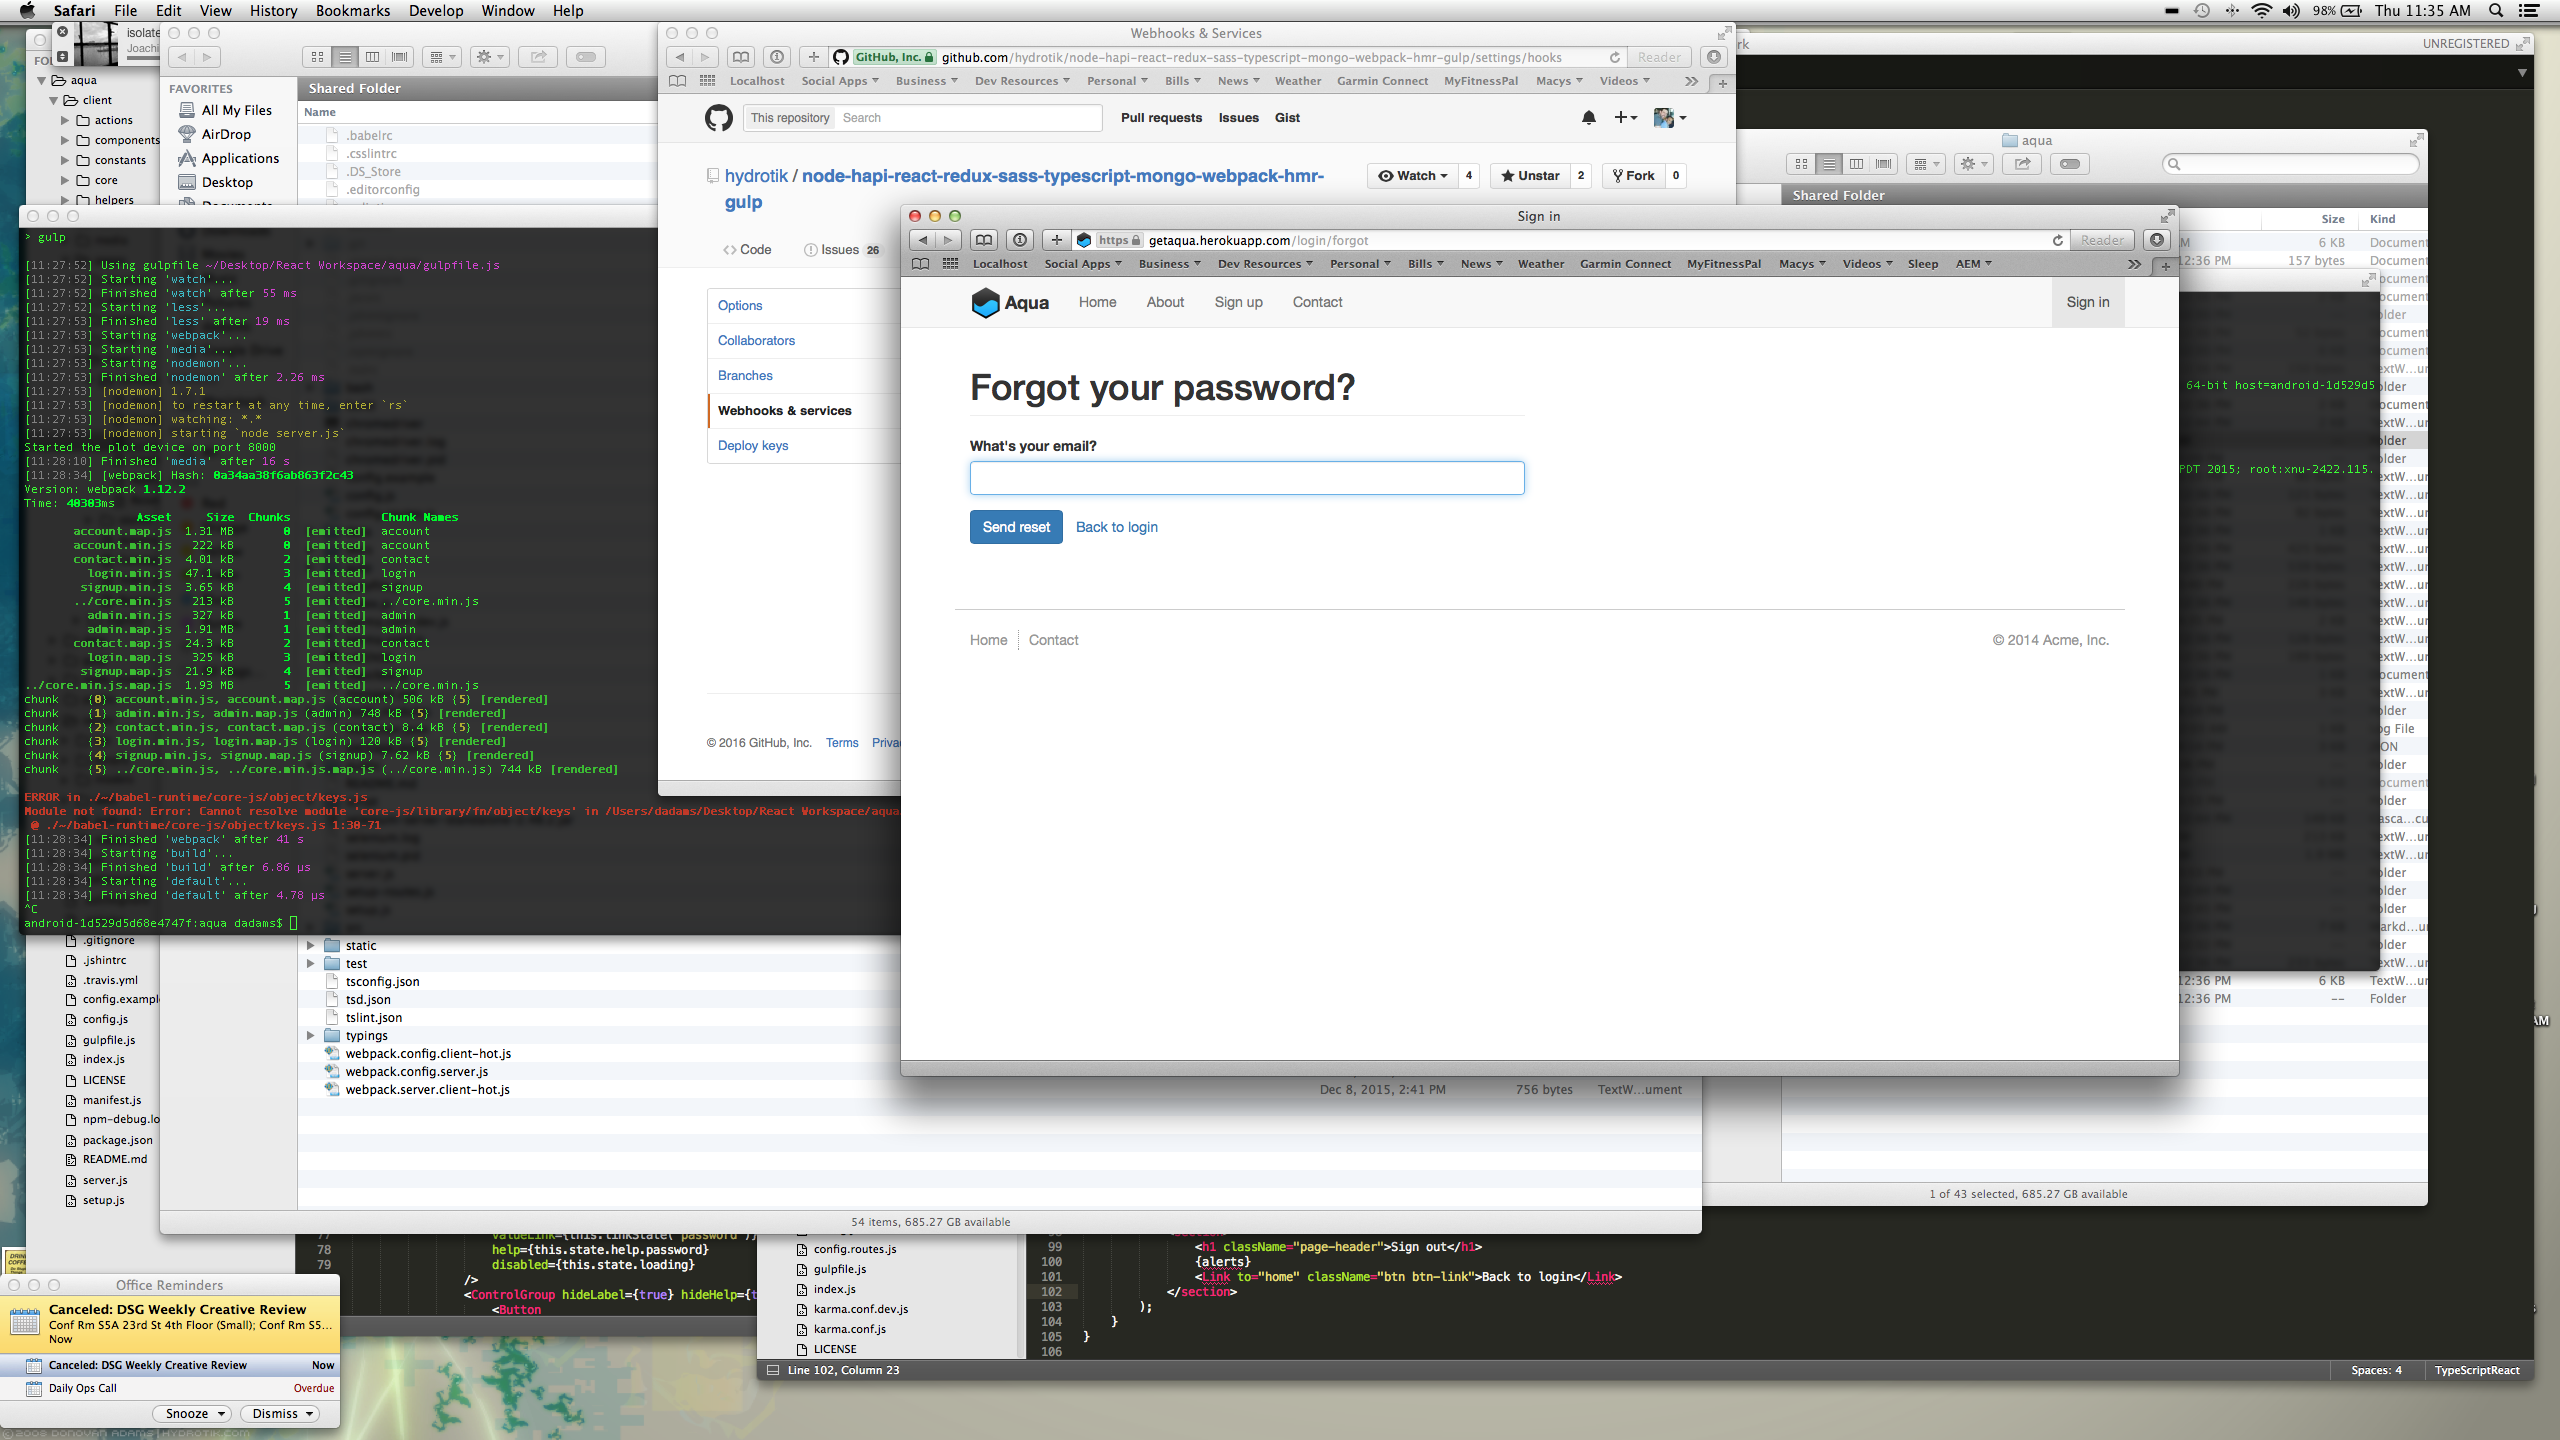 Safari File Edit View History Bookmarks Develop Window Help
98% Thu 11:35 AM
isolate
Joachi
aqua
client
actions
components
constants
core
helpers
FAVORITES
All My Files
AirDrop
Applications
Desktop
Shared Folder
Name
.babelrc
.csslintrc
.DS_Store
.editorconfig
Webhooks & Services
GitHub, Inc. github.com/hydrotik/node-hapi-react-redux-sass-typescript-mongo-webpack-hmr-gulp/settings/hooks Reader
Localhost Social Apps Business Dev Resources Personal Bills News Weather Garmin Connect MyFitnessPal Macys Videos
This repository Search Pull requests Issues Gist
hydrotik / node-hapi-react-redux-sass-typescript-mongo-webpack-hmr-
gulp
Watch 4 Unstar 2 Fork 0
Code Issues 26
Options
Collaborators
Branches
Webhooks & services
Deploy keys
© 2016 GitHub, Inc. Terms Priva
UNREGISTERED
aqua
Shared Folder
Size Kind
6 KB Document
12:36 PM 157 bytes
64-bit host=android-1d529d5
PDT 2015; root:xnu-2422.115.
12:36 PM 6 KB
12:36 PM -- Folder
1 of 43 selected, 685.27 GB available
> gulp
[11:27:52] Using gulpfile ~/Desktop/React Workspace/aqua/gulpfile.js
[11:27:52] Starting 'watch'...
[11:27:52] Finished 'watch' after 55 ms
[11:27:52] Starting 'less'...
[11:27:53] Finished 'less' after 19 ms
[11:27:53] Starting 'webpack'...
[11:27:53] Starting 'media'...
[11:27:53] Starting 'nodemon'...
[11:27:53] Finished 'nodemon' after 2.26 ms
[11:27:53] [nodemon] 1.7.1
[11:27:53] [nodemon] to restart at any time, enter `rs`
[11:27:53] [nodemon] watching: *.*
[11:27:53] [nodemon] starting `node server.js`
Started the plot device on port 8000
[11:28:10] Finished 'media' after 16 s
[11:28:34] [webpack] Hash: 0a34aa38f6ab863f2c43
Version: webpack 1.12.2
Time: 40303ms
Asset Size Chunks Chunk Names
account.map.js 1.31 MB 0 [emitted] account
account.min.js 222 kB 0 [emitted] account
contact.min.js 4.01 kB 2 [emitted] contact
login.min.js 47.1 kB 3 [emitted] login
signup.min.js 3.65 kB 4 [emitted] signup
../core.min.js 213 kB 5 [emitted] ../core.min.js
admin.min.js 327 kB 1 [emitted] admin
admin.map.js 1.91 MB 1 [emitted] admin
contact.map.js 24.3 kB 2 [emitted] contact
login.map.js 325 kB 3 [emitted] login
signup.map.js 21.9 kB 4 [emitted] signup
../core.min.js.map.js 1.93 MB 5 [emitted] ../core.min.js
chunk {0} account.min.js, account.map.js (account) 506 kB {5} [rendered]
chunk {1} admin.min.js, admin.map.js (admin) 748 kB {5} [rendered]
chunk {2} contact.min.js, contact.map.js (contact) 8.4 kB {5} [rendered]
chunk {3} login.min.js, login.map.js (login) 120 kB {5} [rendered]
chunk {4} signup.min.js, signup.map.js (signup) 7.62 kB {5} [rendered]
chunk {5} ../core.min.js, ../core.min.js.map.js (../core.min.js) 744 kB [rendered]
ERROR in ./~/babel-runtime/core-js/object/keys.js
Module not found: Error: Cannot resolve module 'core-js/library/fn/object/keys' in /Users/dadams/Desktop/React Workspace/aqua
@ ./~/babel-runtime/core-js/object/keys.js 1:30-71
[11:28:34] Finished 'webpack' after 41 s
[11:28:34] Starting 'build'...
[11:28:34] Finished 'build' after 6.86 μs
[11:28:34] Starting 'default'...
[11:28:34] Finished 'default' after 4.78 μs
^C
android-1d529d5d68e4747f:aqua dadams$
Sign in
https getaqua.herokuapp.com/login/forgot Reader
Localhost Social Apps Business Dev Resources Personal Bills News Weather Garmin Connect MyFitnessPal Macys Videos Sleep AEM
Aqua Home About Sign up Contact Sign in
Forgot your password?
What's your email?
Send reset Back to login
Home Contact © 2014 Acme, Inc.
.gitignore
.jshintrc
.travis.yml
config.exampl
config.js
gulpfile.js
index.js
LICENSE
manifest.js
npm-debug.lo
package.json
README.md
server.js
setup.js
static
test
tsconfig.json
tsd.json
tslint.json
typings
webpack.config.client-hot.js
webpack.config.server.js
webpack.server.client-hot.js Dec 8, 2015, 2:41 PM 756 bytes TextW...ument
54 items, 685.27 GB available
78 help={this.state.help.password}
79 disabled={this.state.loading}
/>
<ControlGroup hideLabel={true} hideHelp={t
<Button
config.routes.js
gulpfile.js
index.js
karma.conf.dev.js
karma.conf.js
LICENSE
99 <h1 className="page-header">Sign out</h1>
100 {alerts}
101 <Link to="home" className="btn btn-link">Back to login</Link>
102 </section>
103 );
104 }
105 }
106
Line 102, Column 23 Spaces: 4 TypeScriptReact
Office Reminders
Canceled: DSG Weekly Creative Review
Conf Rm S5A 23rd St 4th Floor (Small); Conf Rm S5...
Now
Canceled: DSG Weekly Creative Review Now
Daily Ops Call Overdue
Snooze Dismiss
©2008 DONOVAN ADAMS|HYDROTIK.COM